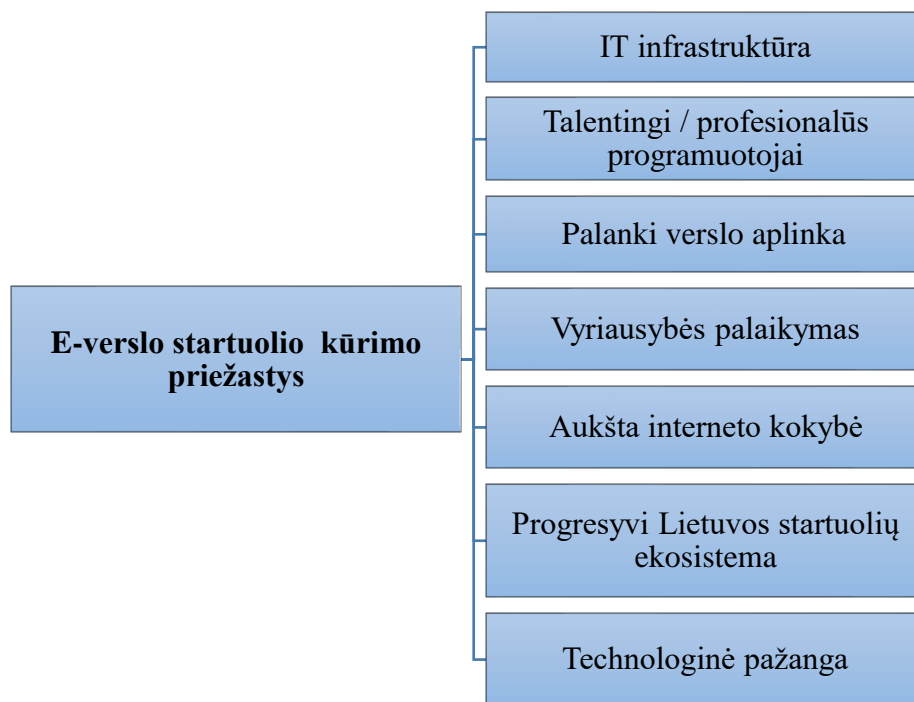 IT infrastruktūra
Talentingi / profesionalūs
programuotojai
Palanki verslo aplinka
E-verslo startuolio kūrimo
priežastys
Vyriausybės palaikymas
Aukšta interneto kokybė
Progresyvi Lietuvos startuolių
ekosistema
Technologinė pažanga